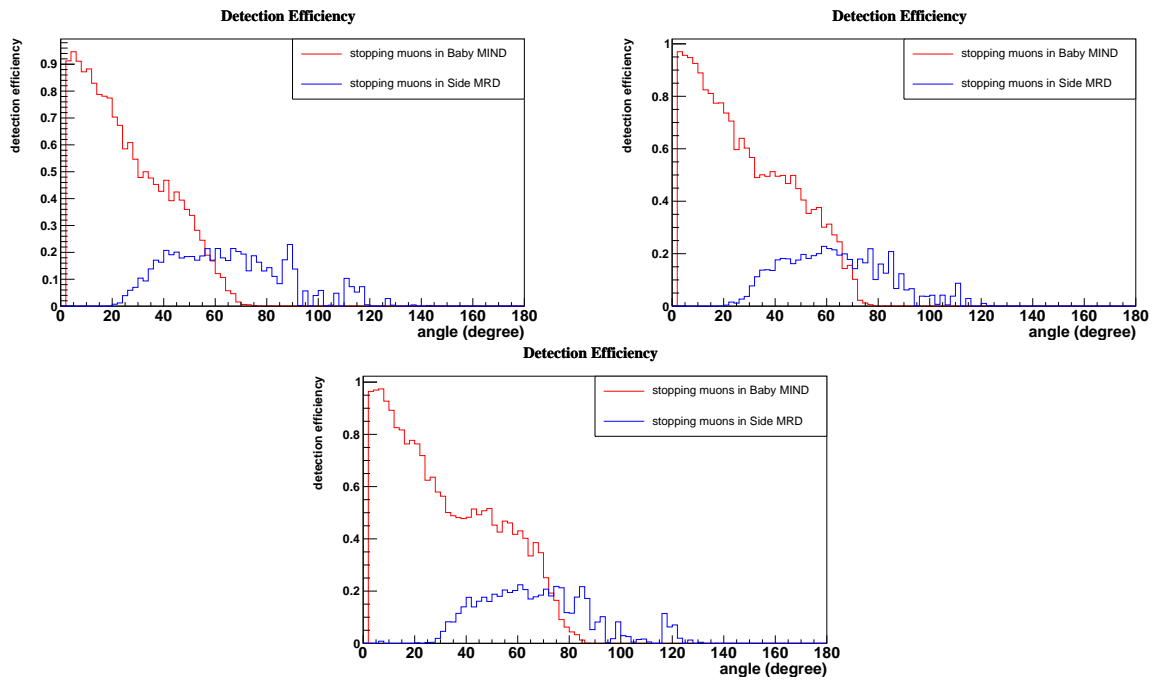 Detection Efficiency
detection efficiency
0.9
0.8
0.7
0.6
0.5
0.4
0.3
0.2
0.1
0
stopping muons in Baby MIND
stopping muons in Side MRD
0 20 40 60 80 100 120 140 160 180
angle (degree)
Detection Efficiency
detection efficiency
1
0.8
0.6
0.4
0.2
0
stopping muons in Baby MIND
stopping muons in Side MRD
0 20 40 60 80 100 120 140 160 180
angle (degree)
Detection Efficiency
detection efficiency
1
0.8
0.6
0.4
0.2
0
stopping muons in Baby MIND
stopping muons in Side MRD
0 20 40 60 80 100 120 140 160 180
angle (degree)